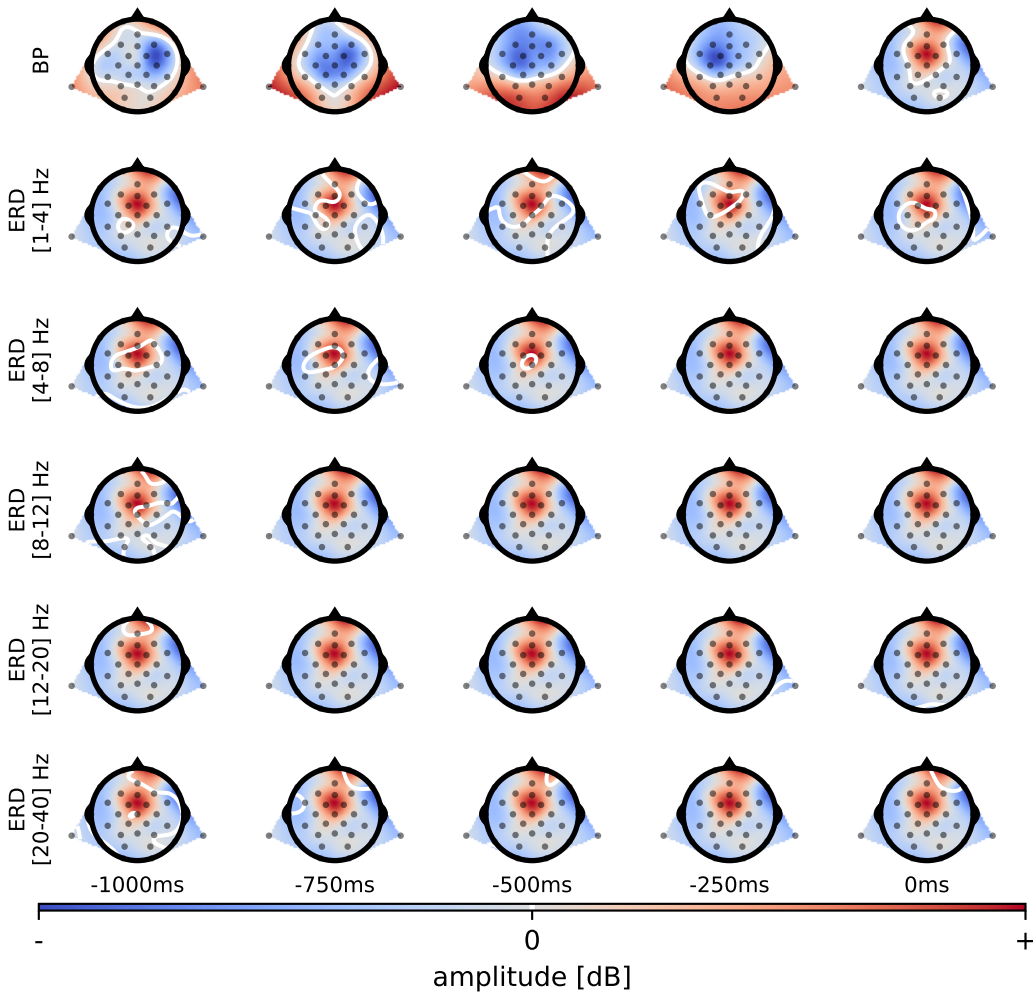 BP
ERD
[1-4] Hz
ERD
[4-8] Hz
ERD
[8-12] Hz
ERD
[12-20] Hz
ERD
[20-40] Hz
-1000ms -750ms -500ms -250ms 0ms
- 0 +
amplitude [dB]